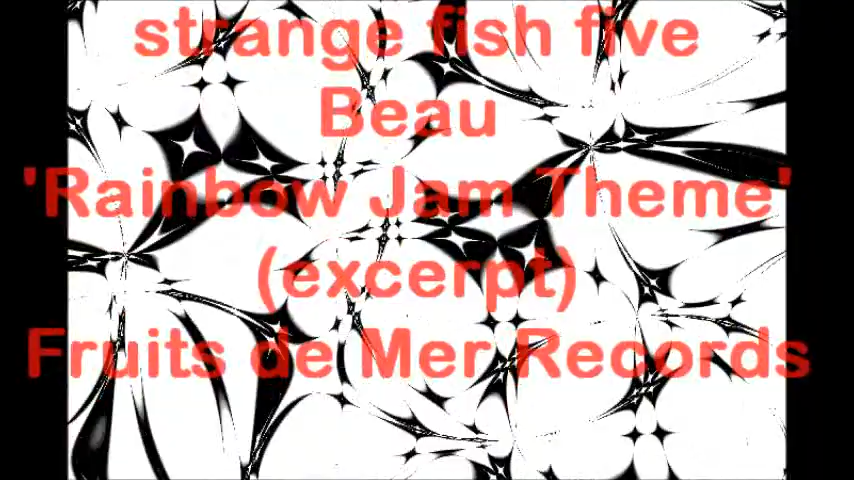 strange fish five
Beau
'Rainbow Jam Theme'
(excerpt)
Fruits de Mer Records